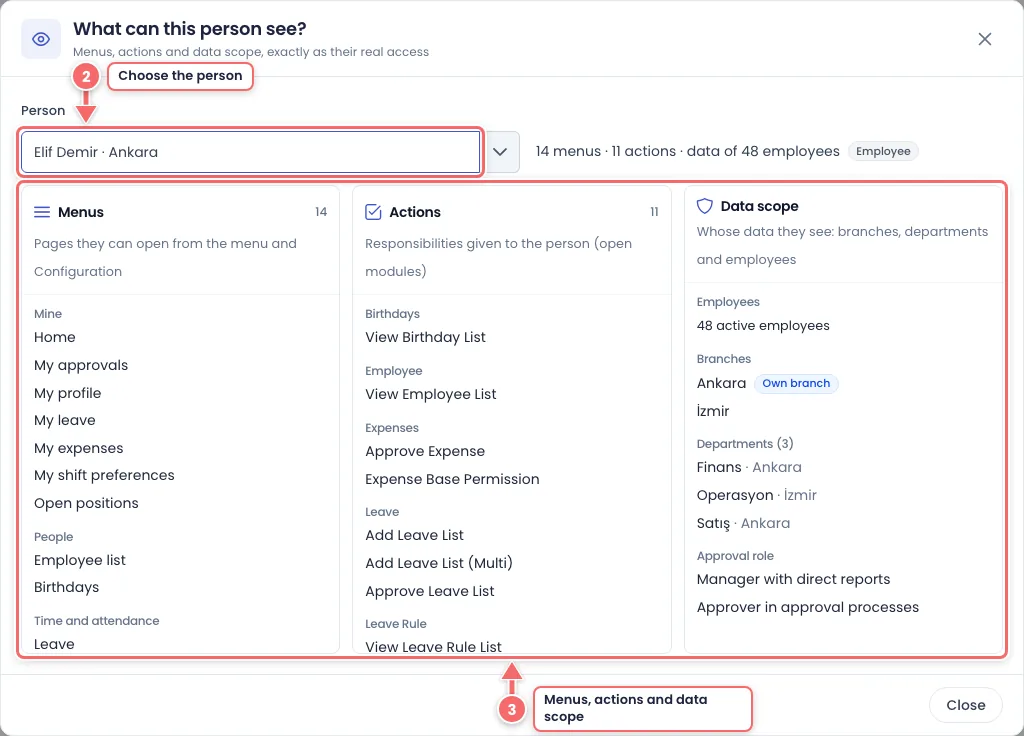 What can this person see?
Menus, actions and data scope, exactly as their real access
2
Choose the person
Person
Elif Demir · Ankara
14 menus · 11 actions · data of 48 employees
Employee
Menus
14
Pages they can open from the menu and
Configuration
Mine
Home
My approvals
My profile
My leave
My expenses
My shift preferences
Open positions
People
Employee list
Birthdays
Time and attendance
Leave
Actions
11
Responsibilities given to the person (open
modules)
Birthdays
View Birthday List
Employee
View Employee List
Expenses
Approve Expense
Expense Base Permission
Leave
Add Leave List
Add Leave List (Multi)
Approve Leave List
Leave Rule
View Leave Rule List
Data scope
Whose data they see: branches, departments
and employees
Employees
48 active employees
Branches
Ankara Own branch
İzmir
Departments (3)
Finans · Ankara
Operasyon · İzmir
Satış · Ankara
Approval role
Manager with direct reports
Approver in approval processes
3
Menus, actions and data
scope
Close